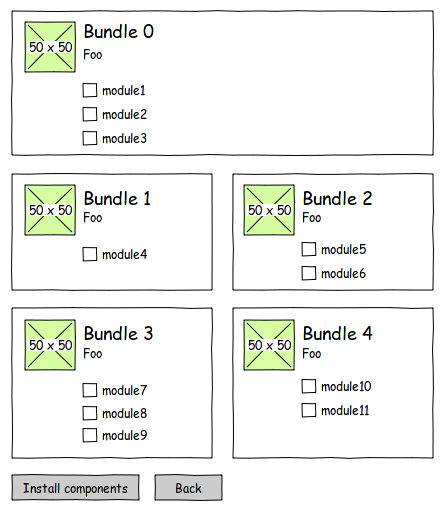 Bundle 0
50 x 50
Foo
module1
module2
module3
Bundle 1
50 x 50
Foo
module4
Bundle 2
50 x 50
Foo
module5
module6
Bundle 3
50 x 50
Foo
module7
module8
module9
Bundle 4
50 x 50
Foo
module10
module11
Install components
Back